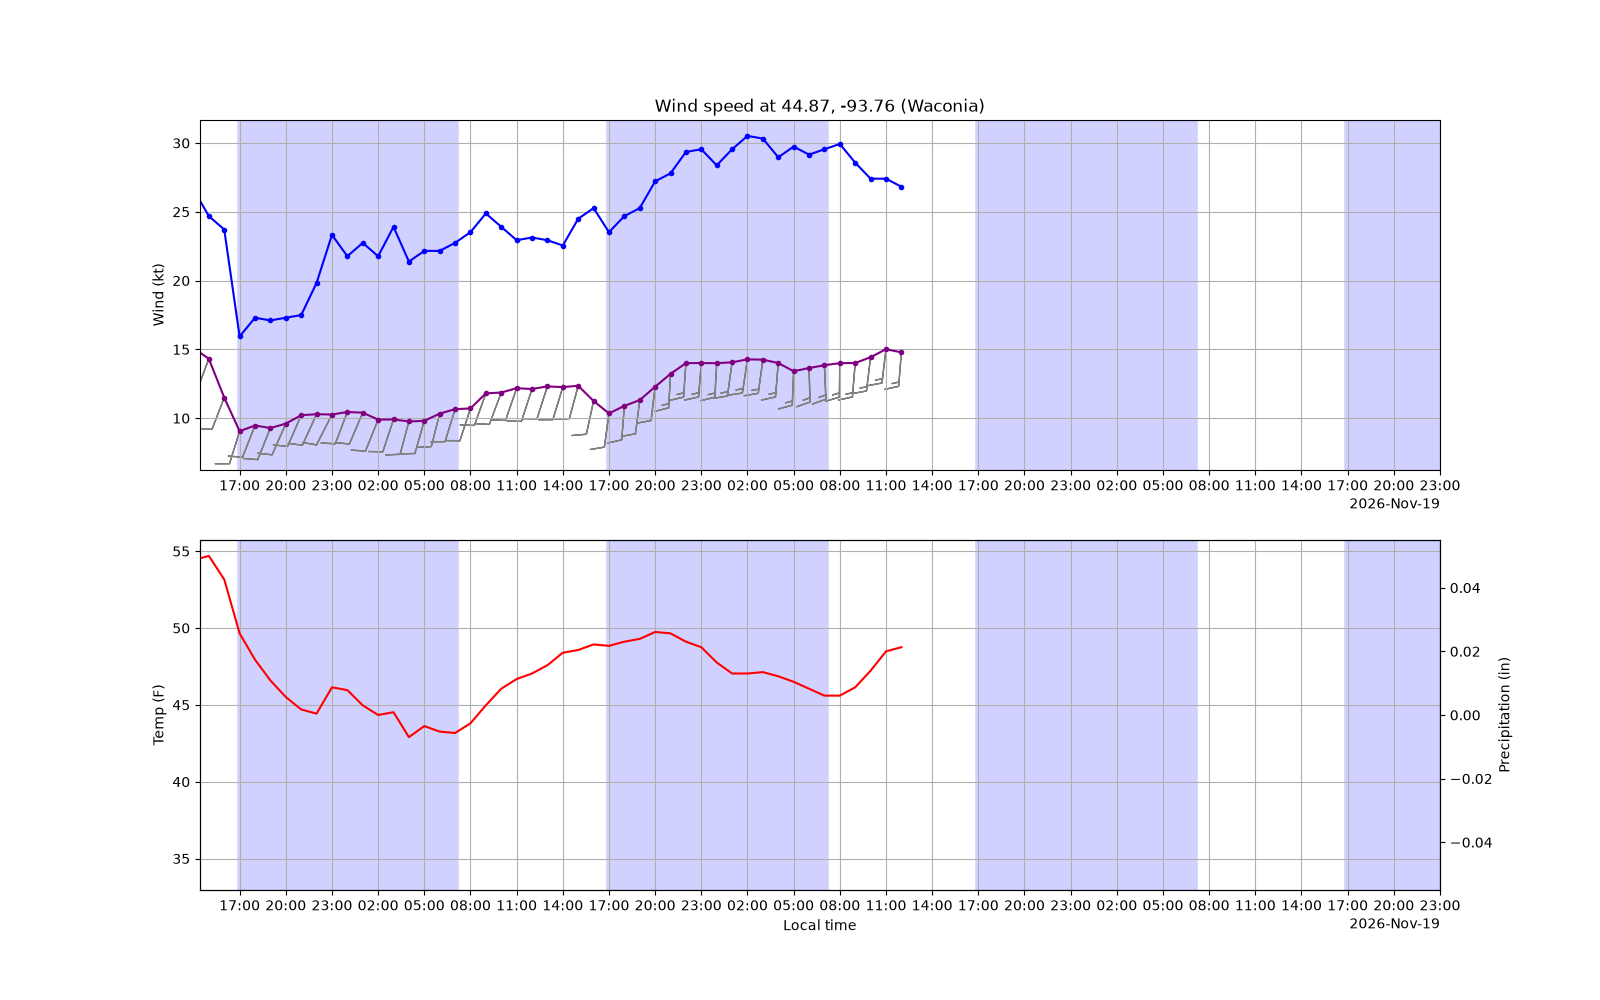 Wind speed at 44.87, -93.76 (Waconia)
Wind (kt)
30
25
20
15
10
17:00 20:00 23:00 02:00 05:00 08:00 11:00 14:00 17:00 20:00 23:00 02:00 05:00 08:00 11:00 14:00 17:00 20:00 23:00 02:00 05:00 08:00 11:00 14:00 17:00 20:00 23:00
2026-Nov-19
Temp (F)
55
50
45
40
35
0.04
0.02
0.00
−0.02
−0.04
Precipitation (in)
17:00 20:00 23:00 02:00 05:00 08:00 11:00 14:00 17:00 20:00 23:00 02:00 05:00 08:00 11:00 14:00 17:00 20:00 23:00 02:00 05:00 08:00 11:00 14:00 17:00 20:00 23:00
Local time
2026-Nov-19